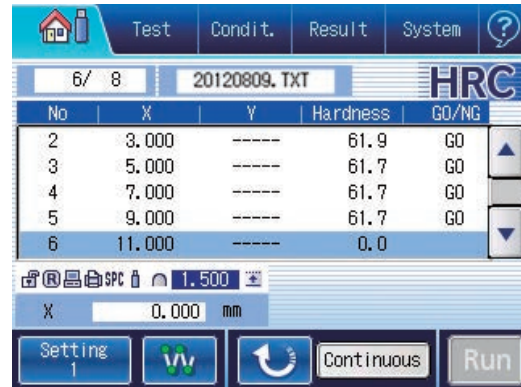 Test Condit. Result System ?
6/ 8 20120809.TXT HRC
No X Y Hardness GO/NG
2 3.000 ----- 61.9 GO
3 5.000 ----- 61.7 GO
4 7.000 ----- 61.7 GO
5 9.000 ----- 61.7 GO
6 11.000 ----- 0.0
R SPC 1.500
X 0.000 mm
Setting
1 Continuous Run